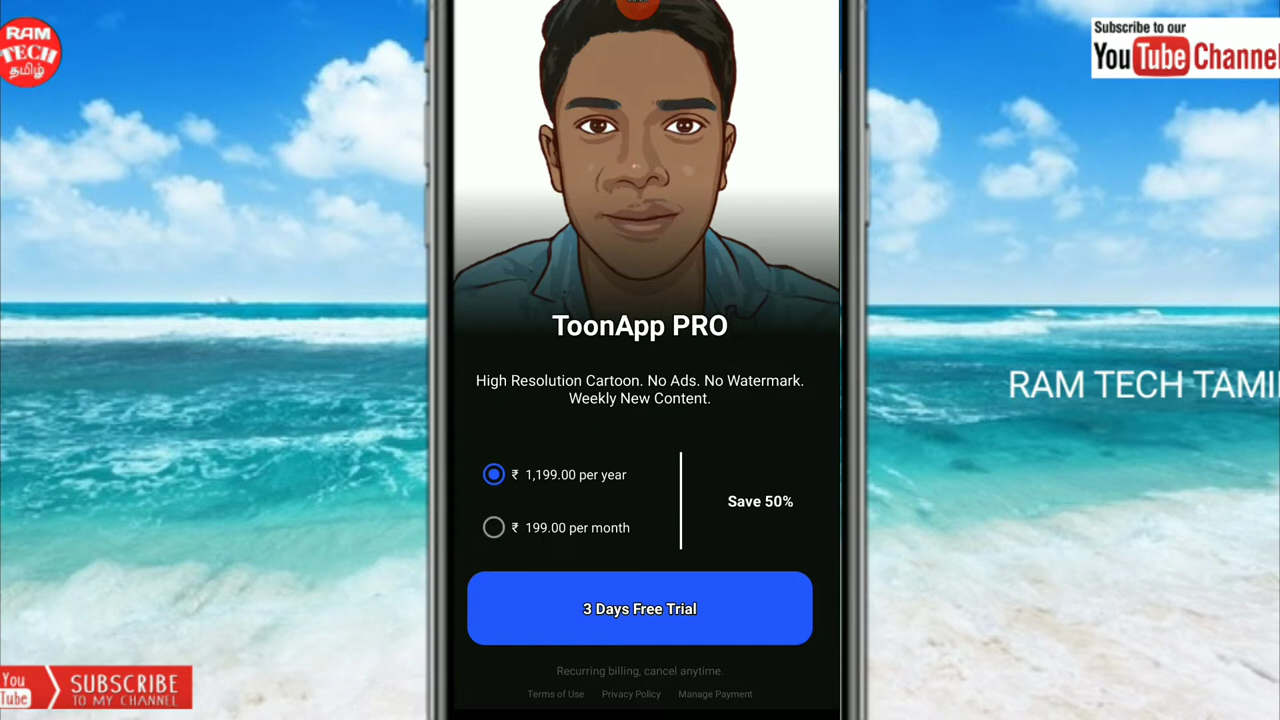 RAM
TECH
தமிழ்
Subscribe to our
YouTube Channel
ToonApp PRO
High Resolution Cartoon. No Ads. No Watermark.
Weekly New Content.
RAM TECH TAMI
₹ 1,199.00 per year
Save 50%
₹ 199.00 per month
3 Days Free Trial
Recurring billing, cancel anytime.
Terms of Use Privacy Policy Manage Payment
You
Tube
SUBSCRIBE
TO MY CHANNEL